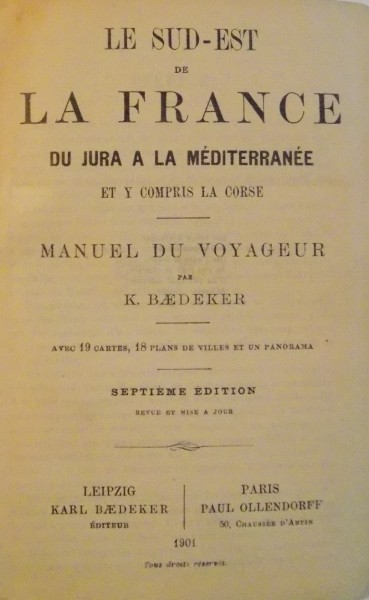 LE SUD-EST
DE
LA FRANCE
DU JURA A LA MÉDITERRANÉE
ET Y COMPRIS LA CORSE
MANUEL DU VOYAGEUR
PAR
K. BÆDEKER
AVEC 19 CARTES, 18 PLANS DE VILLES ET UN PANORAMA
SEPTIÈME ÉDITION
REVUE ET MISE A JOUR
LEIPZIG
KARL BÆDEKER
ÉDITEUR
PARIS
PAUL OLLENDORFF
50, CHAUSSÉE D'ANTIN
1901
Tous droits réservés.